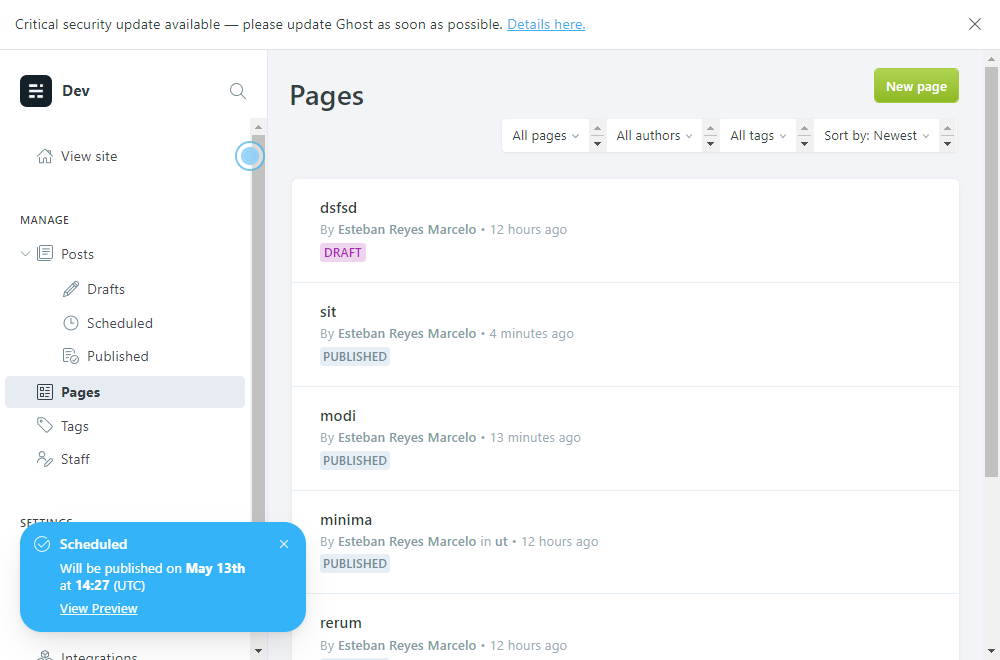 Critical security update available — please update Ghost as soon as possible. Details here.
Dev
View site
MANAGE
Posts
Drafts
Scheduled
Published
Pages
Tags
Staff
SETTINGS
Scheduled
Will be published on May 13th
at 14:27 (UTC)
View Preview
Integrations
Pages
New page
All pages
All authors
All tags
Sort by: Newest
dsfsd
By Esteban Reyes Marcelo • 12 hours ago
DRAFT
sit
By Esteban Reyes Marcelo • 4 minutes ago
PUBLISHED
modi
By Esteban Reyes Marcelo • 13 minutes ago
PUBLISHED
minima
By Esteban Reyes Marcelo in ut • 12 hours ago
PUBLISHED
rerum
By Esteban Reyes Marcelo • 12 hours ago